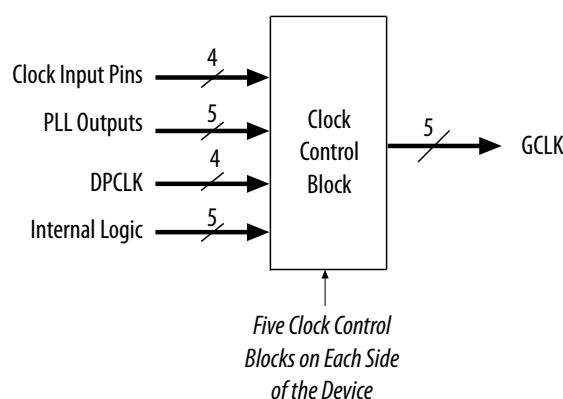 Clock Input Pins
4
PLL Outputs
5
DPCLK
4
Internal Logic
5
Clock
Control
Block
5
GCLK
Five Clock Control
Blocks on Each Side
of the Device